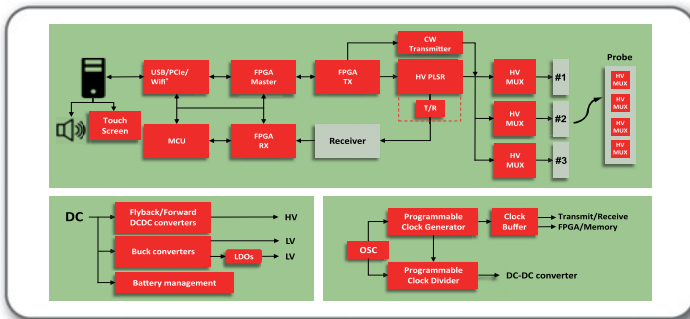 CW
Transmitter
USB/PCIe/
Wifi*
FPGA
Master
FPGA
TX
HV PLSR
HV
MUX
#1
Probe
HV
MUX
HV
MUX
HV
MUX
HV
MUX
Touch
Screen
T/R
HV
MUX
#2
MCU
FPGA
RX
Receiver
HV
MUX
#3
DC
Flyback/Forward
DCDC converters
HV
Buck converters
LV
LDOs
LV
Battery management
OSC
Programmable
Clock Generator
Clock
Buffer
Transmit/Receive
FPGA/Memory
Programmable
Clock Divider
DC-DC converter